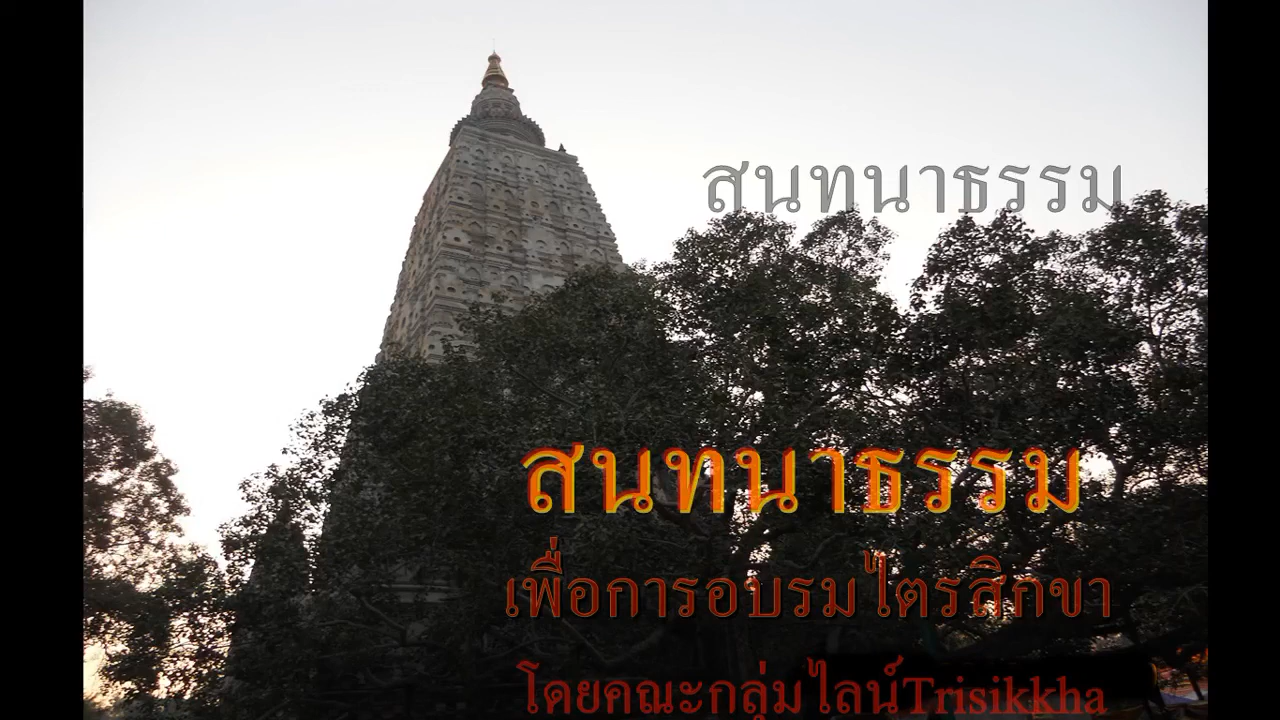 สนทนาธรรม
สนทนาธรรม
เพื่อการอบรมไตรสิกขา
โดยคณะกลุ่มไลน์Trisikkha